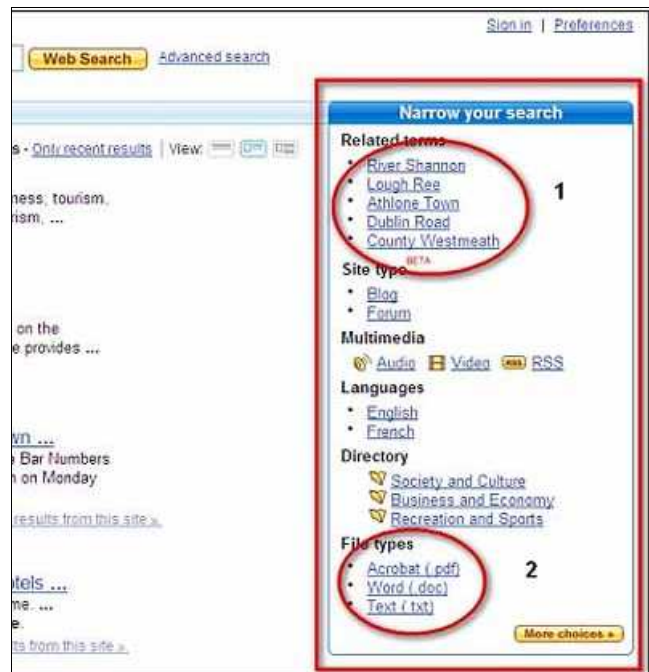 Sign in | Preferences
Web Search Advanced search
s - Only recent results | View:
ness, tourism,
rism, ...
on the
e provides ...
wn ...
e Bar Numbers
n on Monday
results from this site »
tels ...
me. ...
e.
ts from this site »
Narrow your search
Related terms
• River Shannon
• Lough Ree
• Athlone Town
• Dublin Road
• County Westmeath
1
Site type BETA
• Blog
• Forum
Multimedia
Audio Video RSS RSS
Languages
• English
• French
Directory
Society and Culture
Business and Economy
Recreation and Sports
File types
• Acrobat (.pdf)
• Word (.doc)
• Text (.txt)
2
More choices »